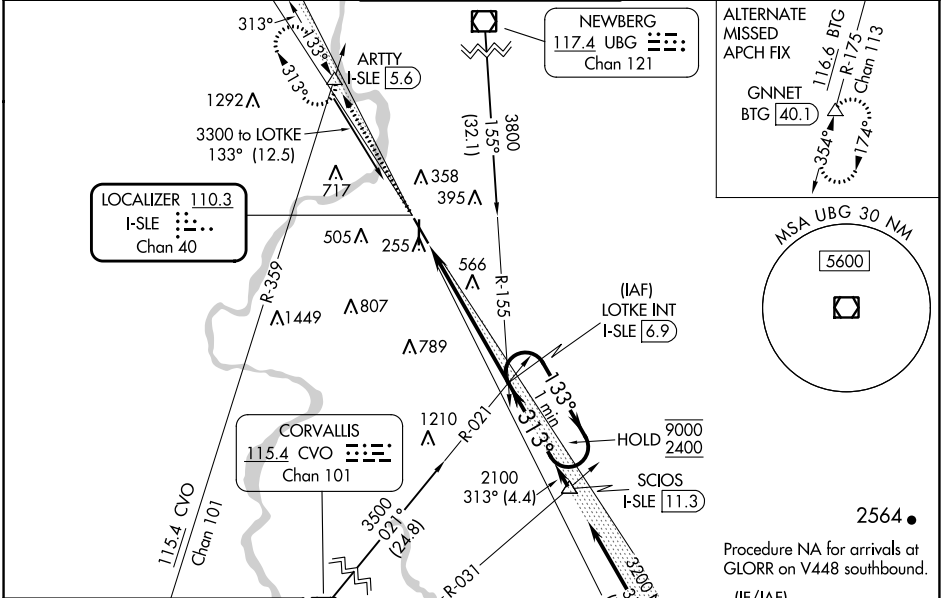 313°
133°
313°
ARTTY
I-SLE 5.6
1292
3300 to LOTKE
133° (12.5)
717
NEWBERG
117.4 UBG
Chan 121
3800
155°
(32.1)
R-155
ALTERNATE
MISSED
APCH FIX
116.6 BTG
R-175
Chan 113
GNNET
BTG 40.1
354°
174°
LOCALIZER 110.3
I-SLE
Chan 40
358
395
505
255
566
R-359
1449
807
789
MSA UBG 30 NM
5600
(IAF)
LOTKE INT
I-SLE 6.9
133°
1 min
313°
HOLD 9000
2400
CORVALLIS
115.4 CVO
Chan 101
1210
R-021
2100
313° (4.4)
SCIOS
I-SLE 11.3
115.4 CVO
Chan 101
3500
021°
(24.8)
R-031
3200
2564
Procedure NA for arrivals at
GLORR on V448 southbound.
(IF/IAF)